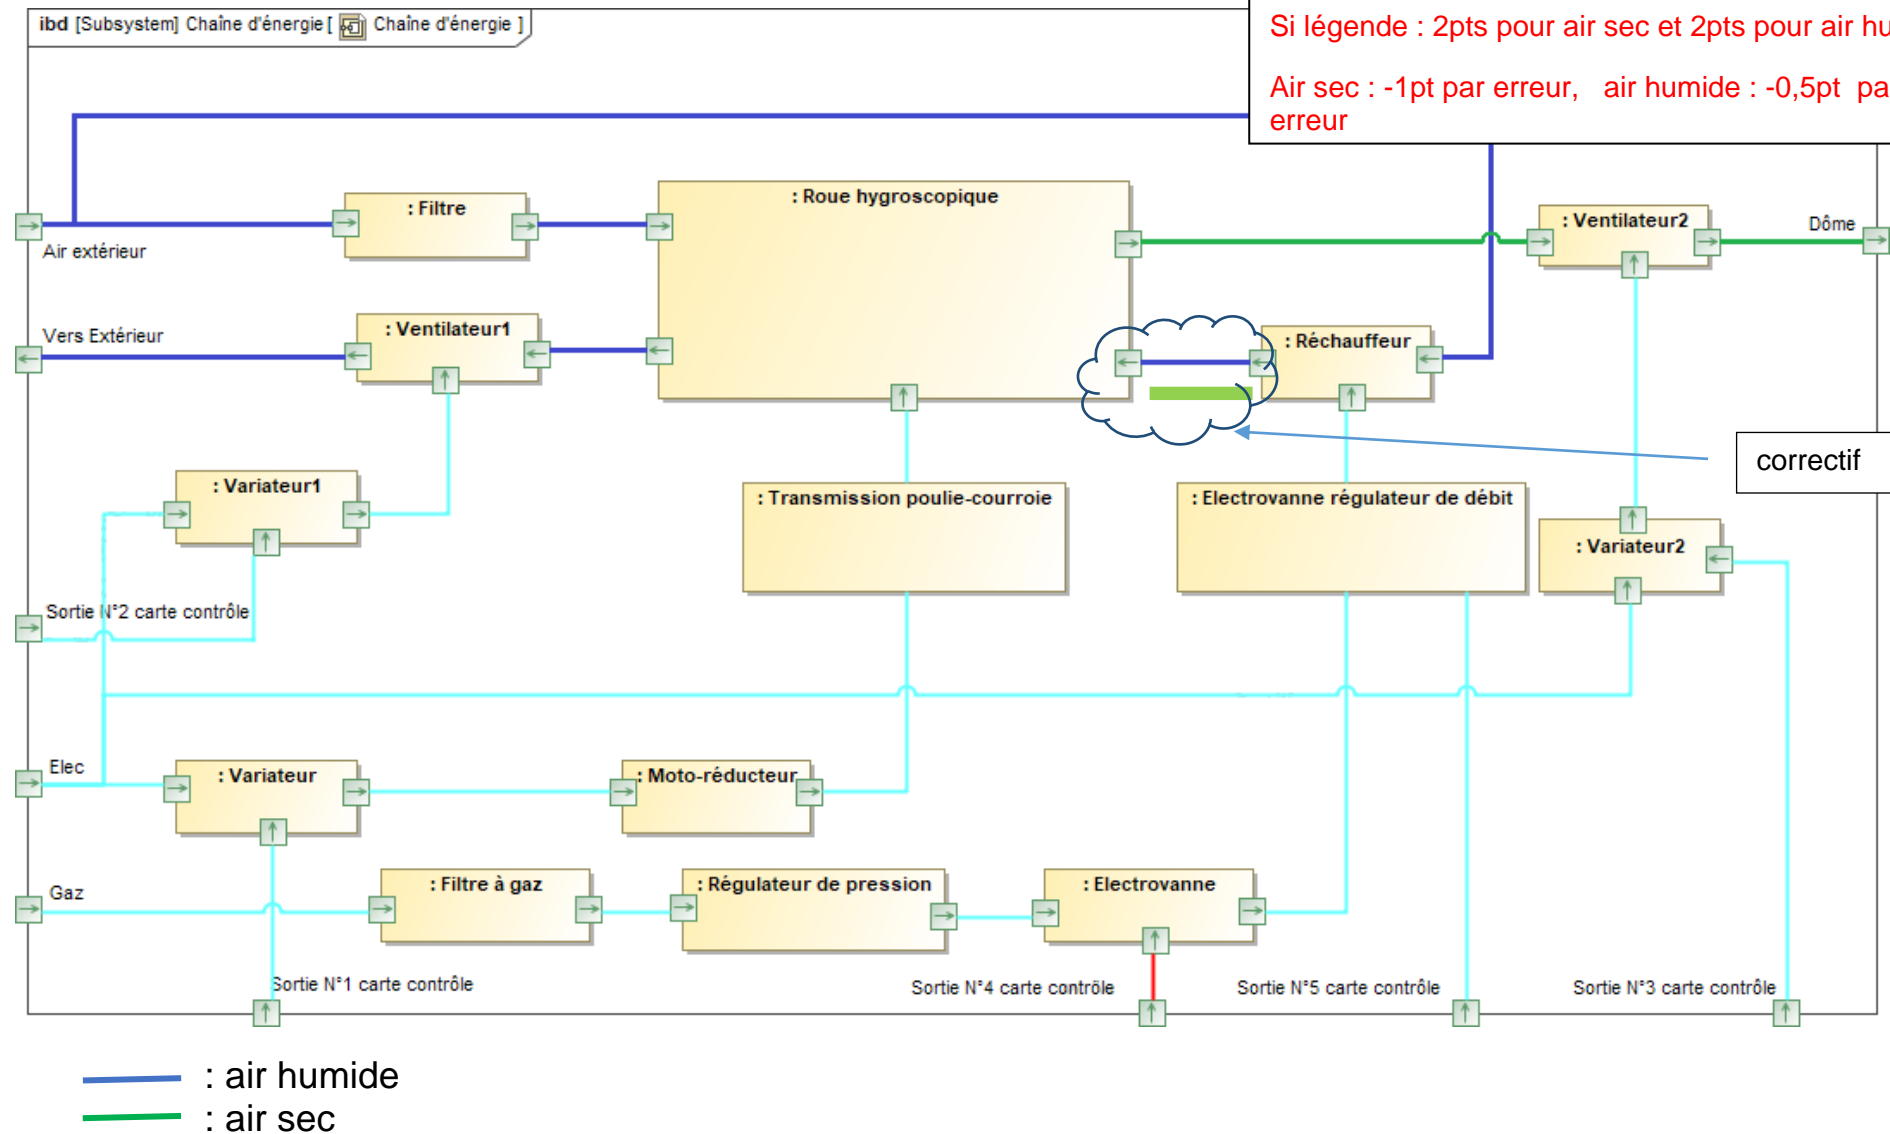 ibd [Subsystem] Chaîne d'énergie [ Chaîne d'énergie ]
Si légende : 2pts pour air sec et 2pts pour air hu
Air sec : -1pt par erreur, air humide : -0,5pt pa
erreur
: Filtre
: Roue hygroscopique
: Ventilateur2
Dôme
Air extérieur
Vers Extérieur
: Ventilateur1
: Réchauffeur
correctif
: Variateur1
: Transmission poulie-courroie
: Electrovanne régulateur de débit
: Variateur2
Sortie N°2 carte contrôle
Elec
: Variateur
: Moto-réducteur
Gaz
: Filtre à gaz
: Régulateur de pression
: Electrovanne
Sortie N°1 carte contrôle
Sortie N°4 carte contrôle
Sortie N°5 carte contrôle
Sortie N°3 carte contrôle
: air humide
: air sec